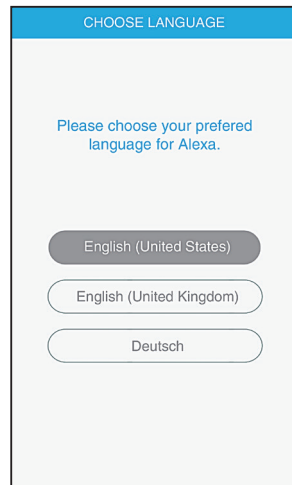 CHOOSE LANGUAGE
Please choose your prefered
language for Alexa.
English (United States)
English (United Kingdom)
Deutsch